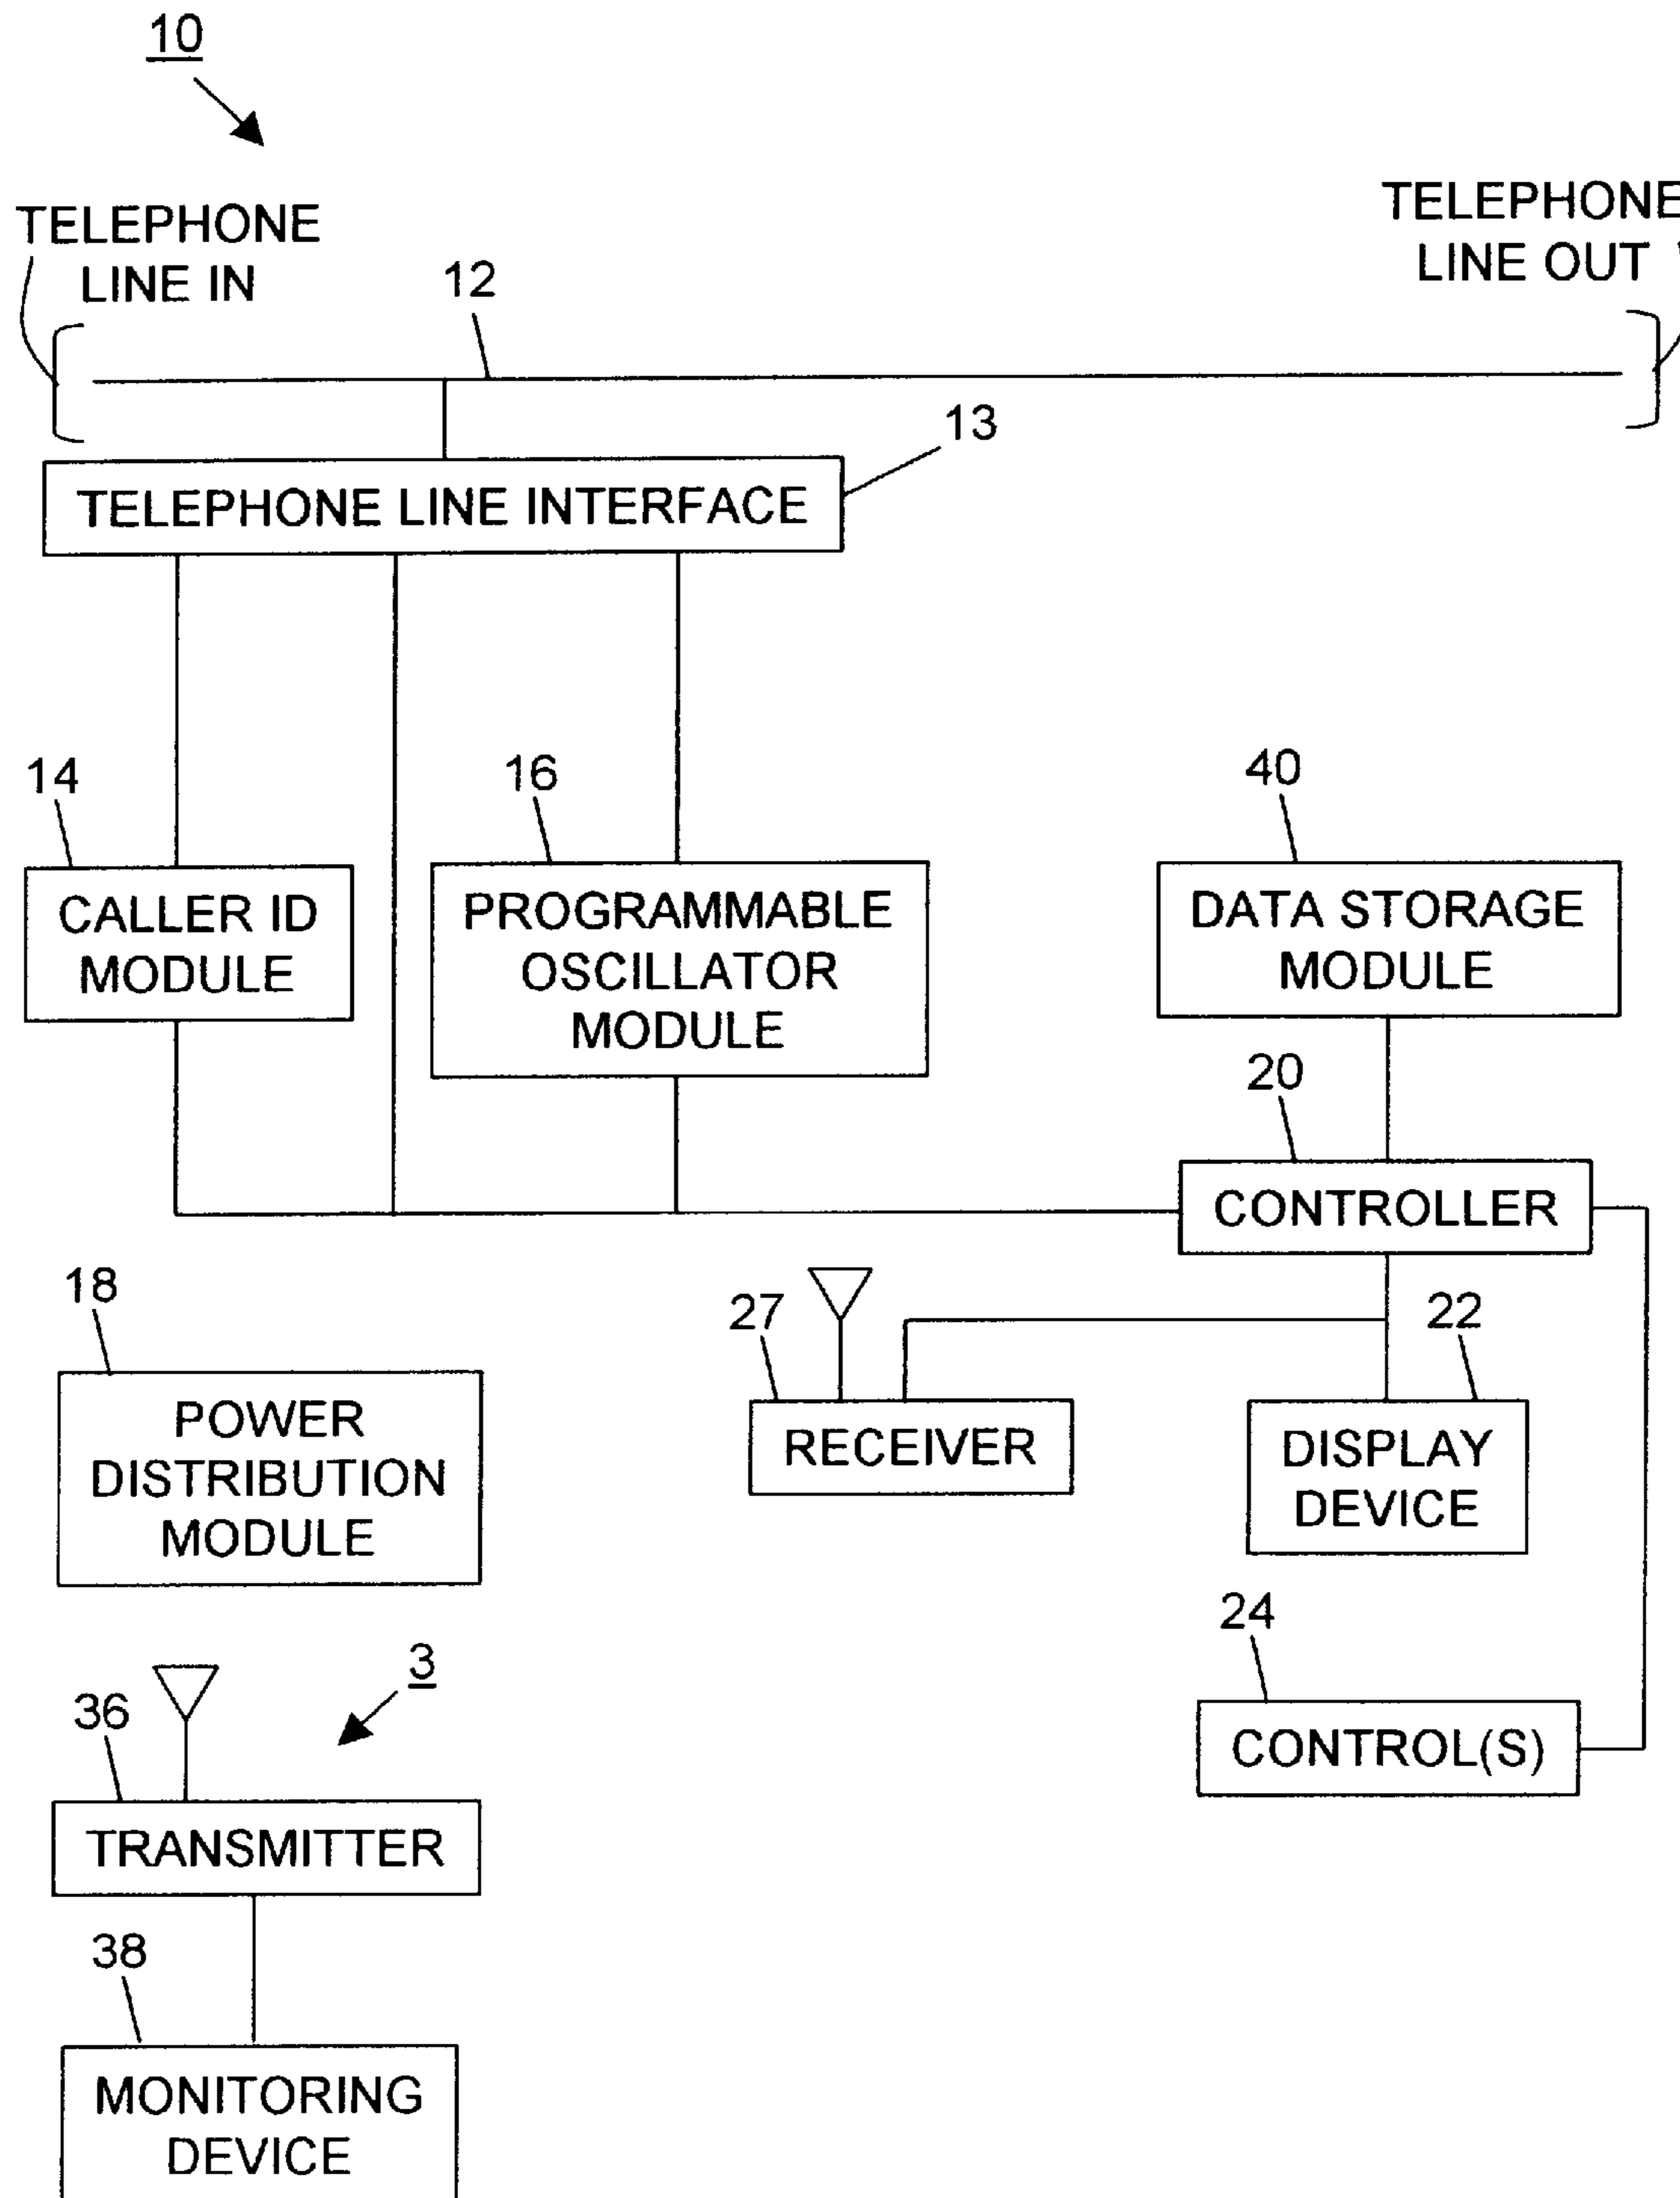 10
TELEPHONE
LINE IN
TELEPHONE
LINE OUT
12
13
TELEPHONE LINE INTERFACE
14
16
40
CALLER ID
MODULE
PROGRAMMABLE
OSCILLATOR
MODULE
DATA STORAGE
MODULE
20
CONTROLLER
18
27
22
POWER
DISTRIBUTION
MODULE
RECEIVER
DISPLAY
DEVICE
24
CONTROL(S)
3
36
TRANSMITTER
38
MONITORING
DEVICE